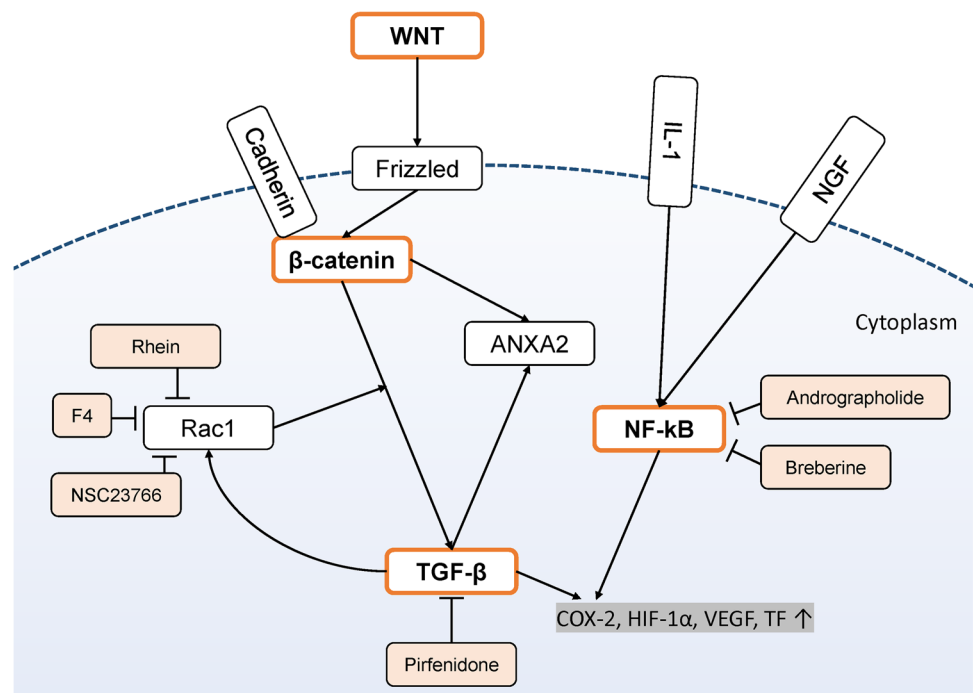 WNT
Cadherin
Frizzled
IL-1
NGF
β-catenin
Cytoplasm
ANXA2
Rhein
F4
Rac1
NSC23766
NF-kB
Andrographolide
Breberine
TGF-β
COX-2, HIF-1α, VEGF, TF ↑
Pirfenidone